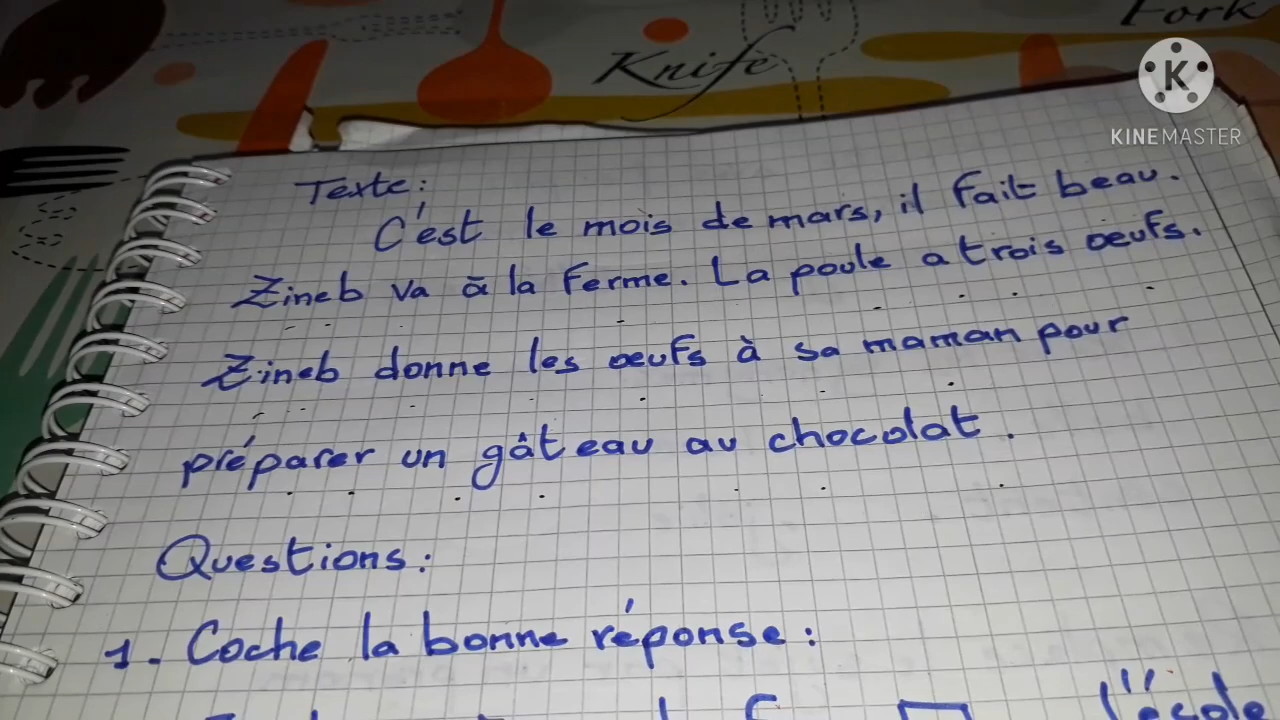 Fork
Knife
K
KINEMASTER
Texte:
C'est le mois de mars, il fait beau.
Zineb va à la ferme. La poule a trois oeufs.
Zineb donne les oeufs à sa maman pour
préparer un gâteau au chocolat.
Questions:
1. Coche la bonne réponse:
l'école